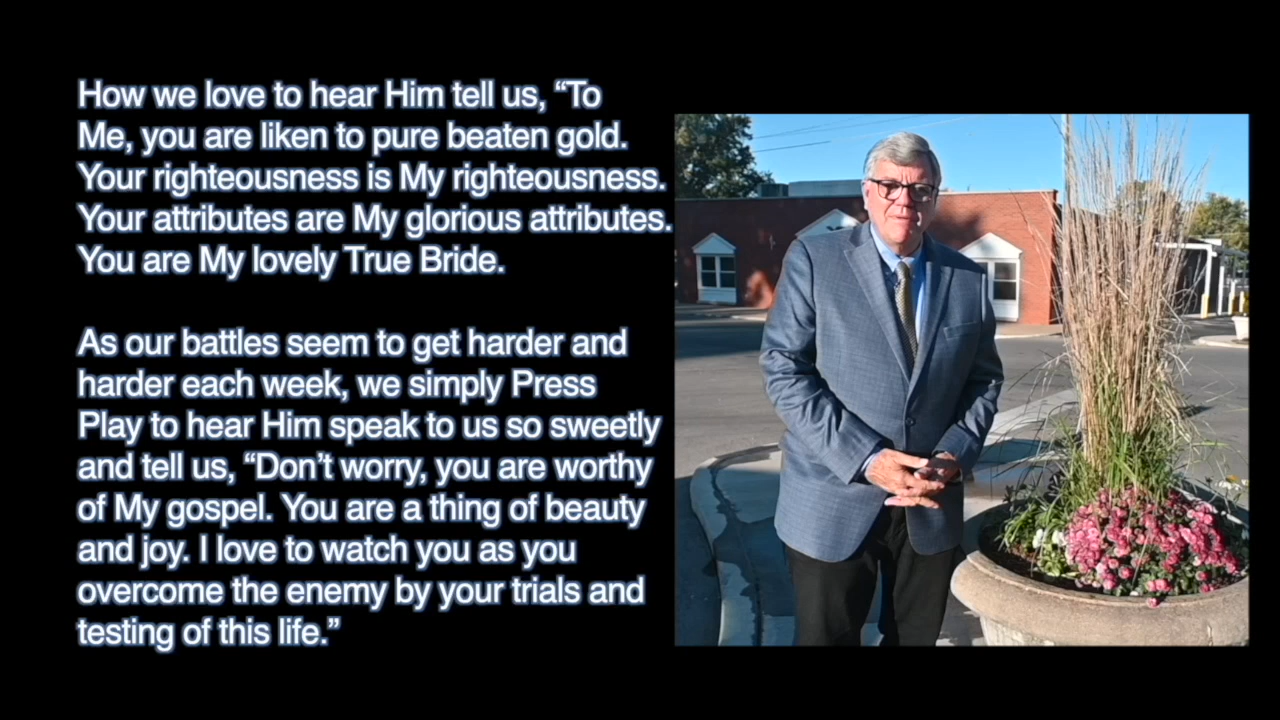 How we love to hear Him tell us, “To
Me, you are liken to pure beaten gold.
Your righteousness is My righteousness.
Your attributes are My glorious attributes.
You are My lovely True Bride.
As our battles seem to get harder and
harder each week, we simply Press
Play to hear Him speak to us so sweetly
and tell us, “Don’t worry, you are worthy
of My gospel. You are a thing of beauty
and joy. I love to watch you as you
overcome the enemy by your trials and
testing of this life.”